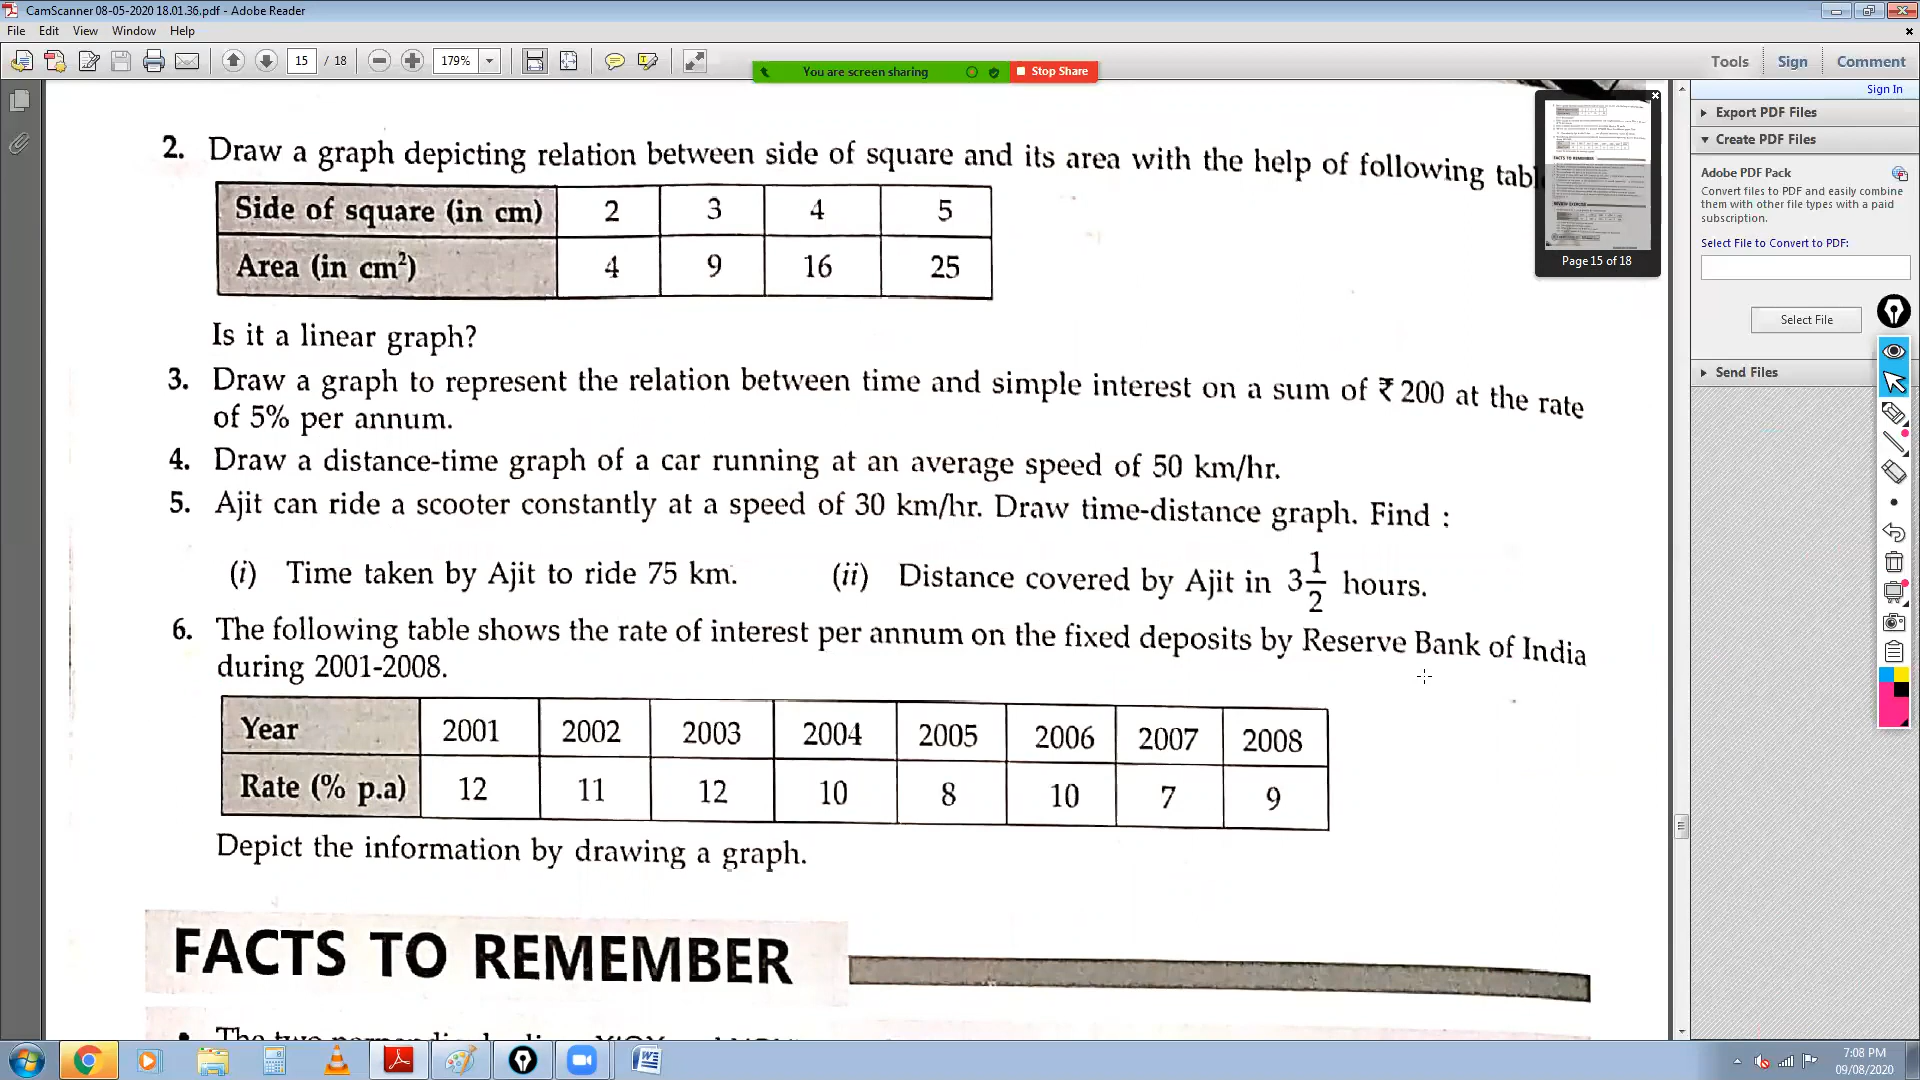 CamScanner 08-05-2020 18.01.36.pdf - Adobe Reader
File Edit View Window Help
15 / 18 179% Tools Sign Comment
You are screen sharing Stop Share
Sign In
Export PDF Files
Create PDF Files
Adobe PDF Pack
Convert files to PDF and easily combine
them with other file types with a paid
subscription.
Select File to Convert to PDF:
Select File
Send Files
Page 15 of 18
2. Draw a graph depicting relation between side of square and its area with the help of following tabl
Side of square (in cm) 2 3 4 5
Area (in cm²) 4 9 16 25
Is it a linear graph?
3. Draw a graph to represent the relation between time and simple interest on a sum of ₹ 200 at the rate
of 5% per annum.
4. Draw a distance-time graph of a car running at an average speed of 50 km/hr.
5. Ajit can ride a scooter constantly at a speed of 30 km/hr. Draw time-distance graph. Find :
(i) Time taken by Ajit to ride 75 km. (ii) Distance covered by Ajit in 3 1/2 hours.
6. The following table shows the rate of interest per annum on the fixed deposits by Reserve Bank of India
during 2001-2008.
Year 2001 2002 2003 2004 2005 2006 2007 2008
Rate (% p.a) 12 11 12 10 8 10 7 9
Depict the information by drawing a graph.
FACTS TO REMEMBER
7:08 PM
09/08/2020